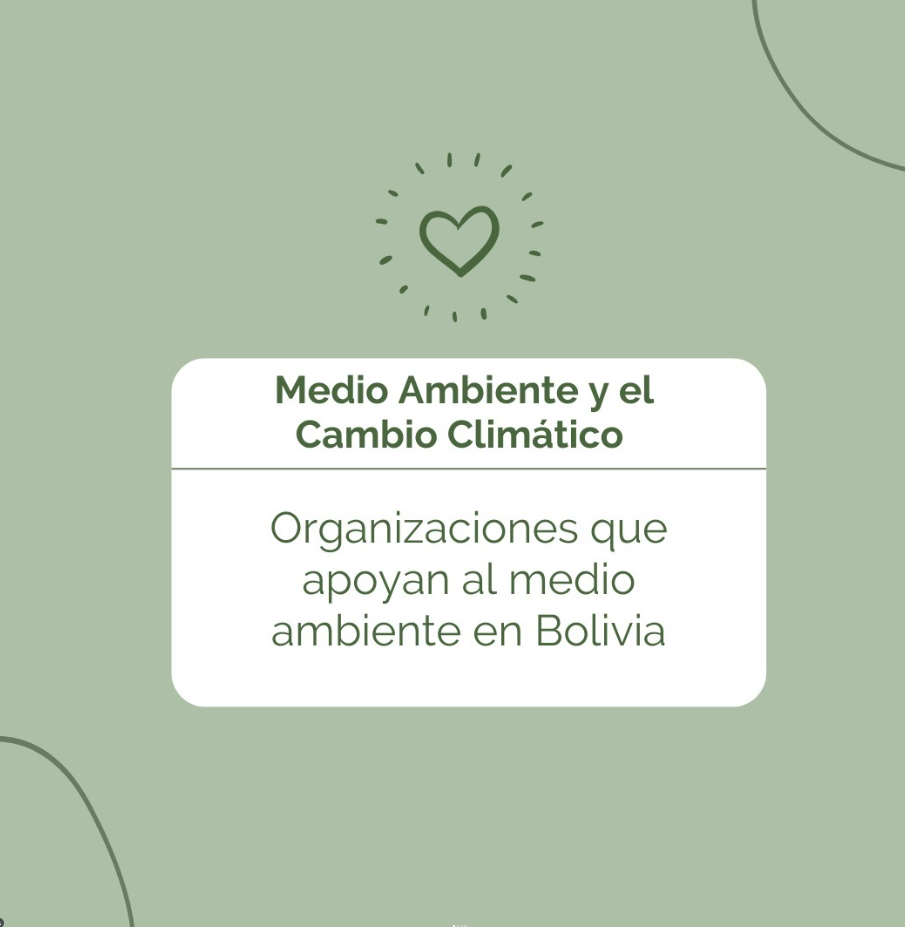 Medio Ambiente y el
Cambio Climático
Organizaciones que
apoyan al medio
ambiente en Bolivia